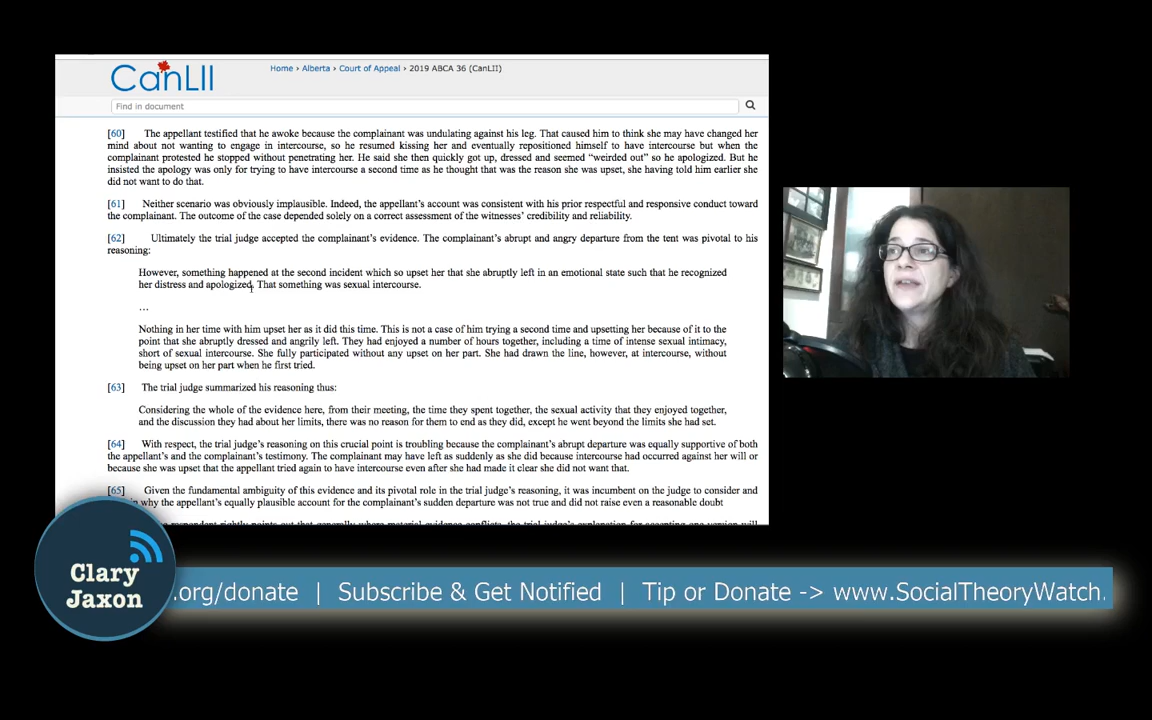 CanLII
Home › Alberta › Court of Appeal › 2019 ABCA 36 (CanLII)
Find in document
[60] The appellant testified that he awoke because the complainant was undulating against his leg. That caused him to think she may have changed her
mind about not wanting to engage in intercourse, so he resumed kissing her and eventually repositioned himself to have intercourse but when the
complainant protested he stopped without penetrating her. He said she then quickly got up, dressed and seemed “weirded out” so he apologized. But he
insisted the apology was only for trying to have intercourse a second time as he thought that was the reason she was upset, she having told him earlier she
did not want to do that.
[61] Neither scenario was obviously implausible. Indeed, the appellant’s account was consistent with his prior respectful and responsive conduct toward
the complainant. The outcome of the case depended solely on a correct assessment of the witnesses’ credibility and reliability.
[62] Ultimately the trial judge accepted the complainant’s evidence. The complainant’s abrupt and angry departure from the tent was pivotal to his
reasoning:
However, something happened at the second incident which so upset her that she abruptly left in an emotional state such that he recognized
her distress and apologized. That something was sexual intercourse.
…
Nothing in her time with him upset her as it did this time. This is not a case of him trying a second time and upsetting her because of it to the
point that she abruptly dressed and angrily left. They had enjoyed a number of hours together, including a time of intense sexual intimacy,
short of sexual intercourse. She fully participated without any upset on her part. She had drawn the line, however, at intercourse, without
being upset on her part when he first tried.
[63] The trial judge summarized his reasoning thus:
Considering the whole of the evidence here, from their meeting, the time they spent together, the sexual activity that they enjoyed together,
and the discussion they had about her limits, there was no reason for them to end as they did, except he went beyond the limits she had set.
[64] With respect, the trial judge’s reasoning on this crucial point is troubling because the complainant’s abrupt departure was equally supportive of both
the appellant’s and the complainant’s testimony. The complainant may have left as suddenly as she did because intercourse had occurred against her will or
because she was upset that the appellant tried again to have intercourse even after she had made it clear she did not want that.
[65] Given the fundamental ambiguity of this evidence and its pivotal role in the trial judge’s reasoning, it was incumbent on the judge to consider and
why the appellant’s equally plausible account for the complainant’s sudden departure was not true and did not raise even a reasonable doubt
Clary
Jaxon
.org/donate | Subscribe & Get Notified | Tip or Donate -> www.SocialTheoryWatch.